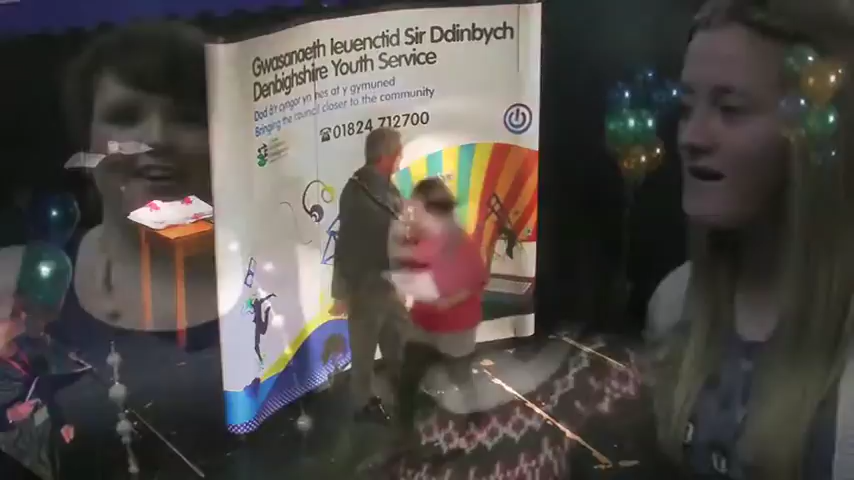 Gwasanaeth Ieuenctid Sir Ddinbych
Denbighshire Youth Service
Dod â'r cyngor yn nes at y gymuned
Bringing the council closer to the community
☎01824 712700